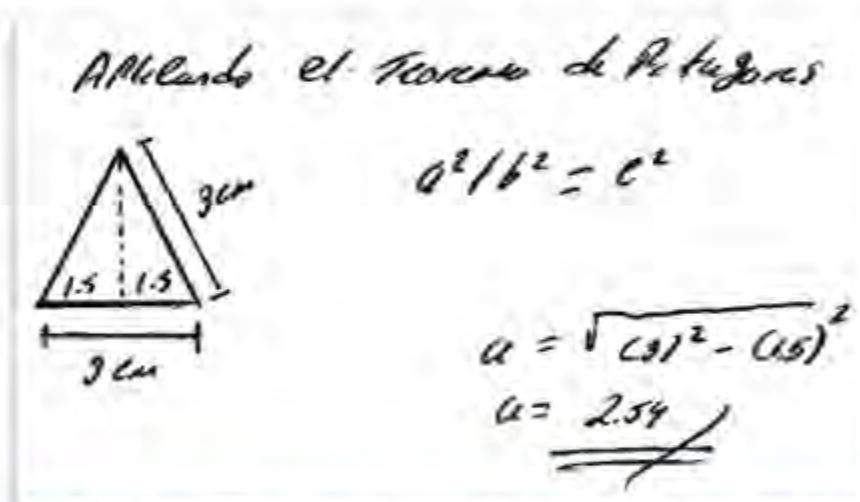 Aplicando el Teorema de Pitagoras
a²/b² = c²
3cm
1.5 1.5
3 cm
a = √(3)² - (1.5)²
a = 2.59